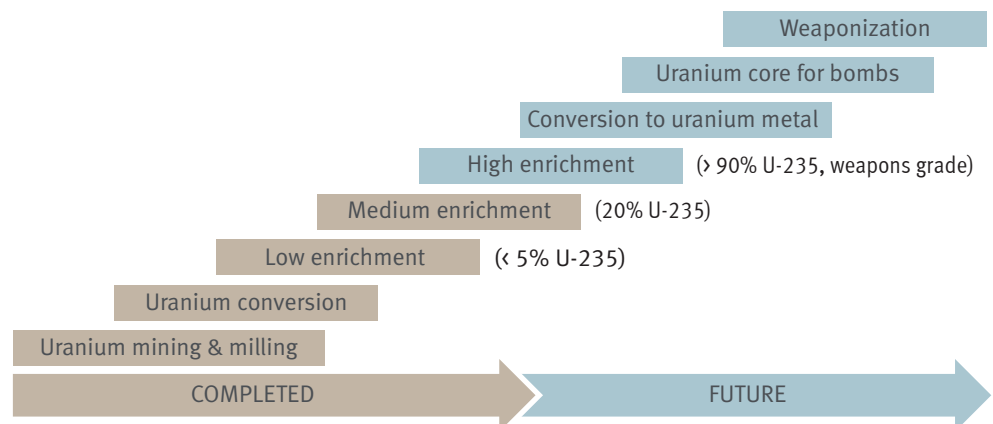 Weaponization
Uranium core for bombs
Conversion to uranium metal
High enrichment (› 90% U-235, weapons grade)
Medium enrichment (20% U-235)
Low enrichment (‹ 5% U-235)
Uranium conversion
Uranium mining & milling
COMPLETED FUTURE